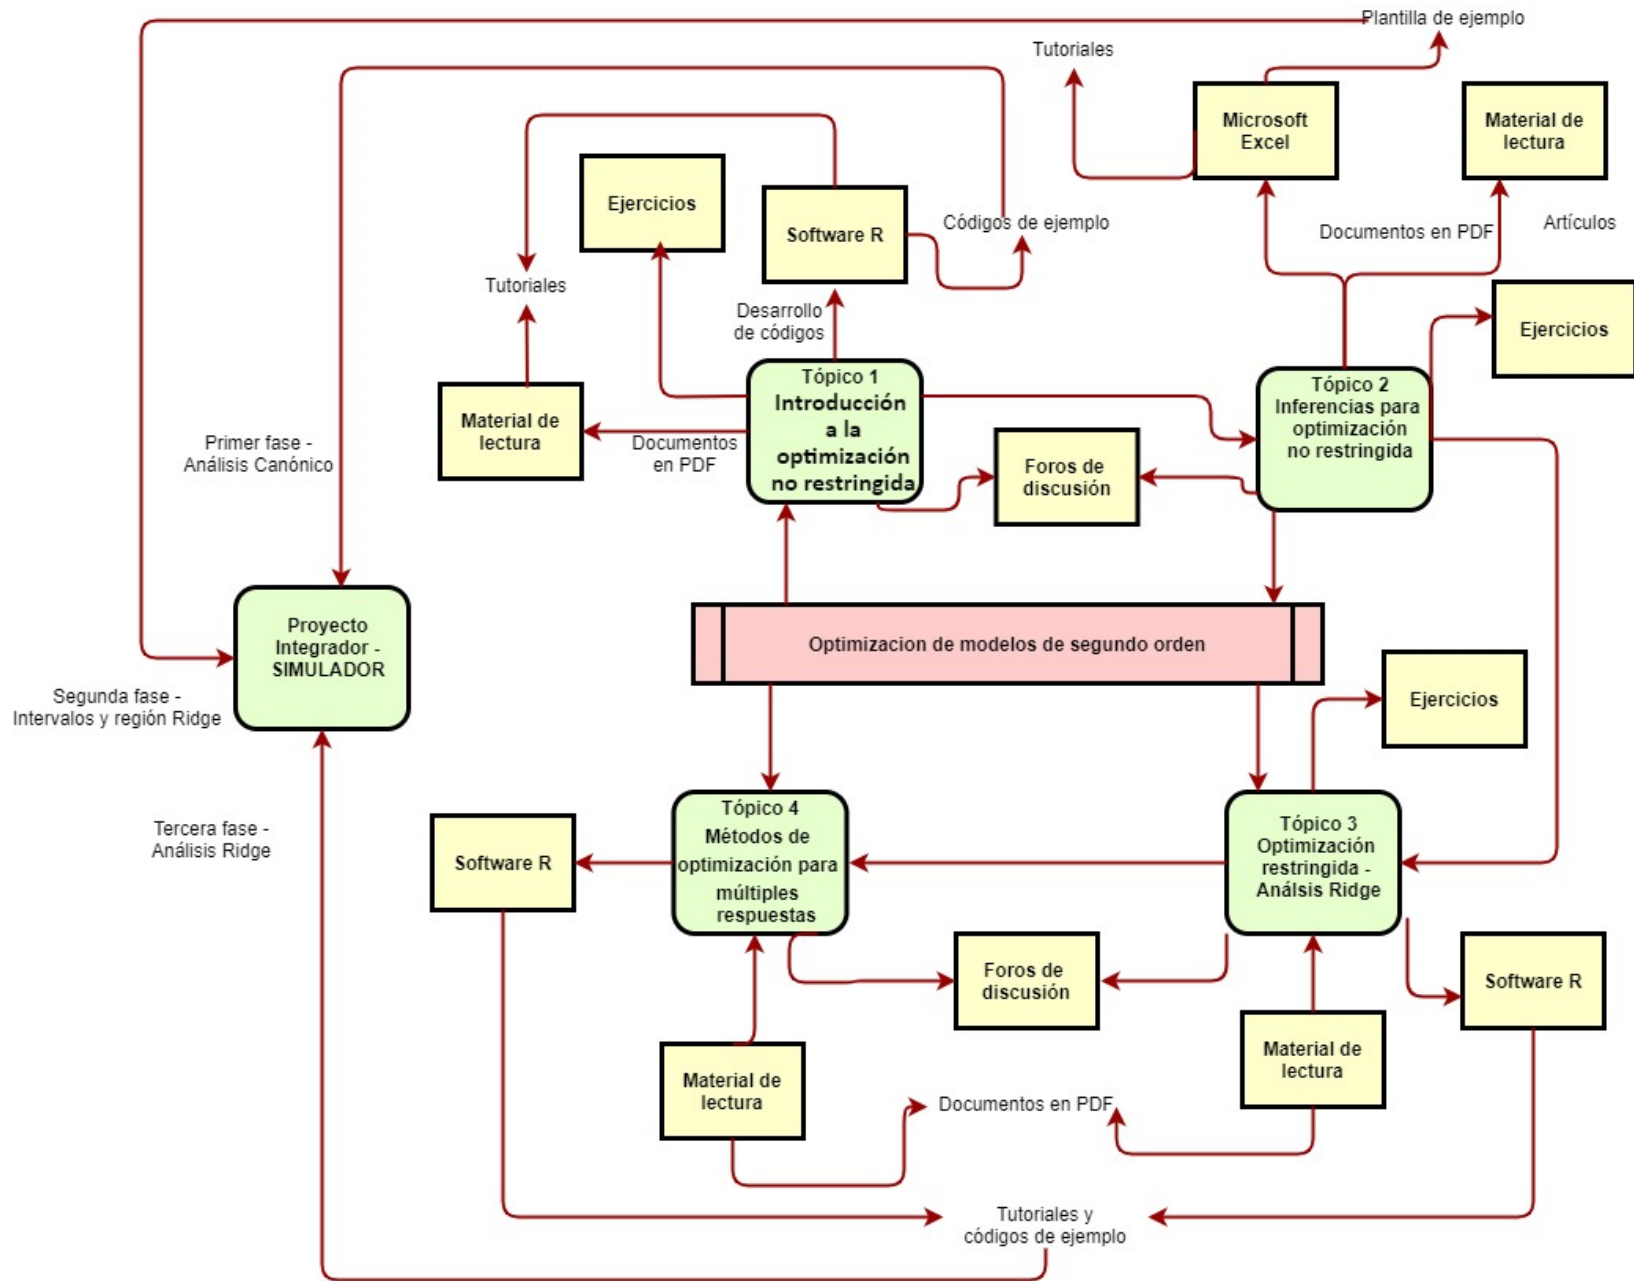 Plantilla de ejemplo
Tutoriales
Microsoft
Excel
Material de
lectura
Ejercicios
Software R
Códigos de ejemplo
Documentos en PDF
Artículos
Tutoriales
Desarrollo
de códigos
Ejercicios
Tópico 1
Introducción
a la
optimización
no restringida
Tópico 2
Inferencias para
optimización
no restringida
Material de
lectura
Documentos
en PDF
Primer fase -
Análisis Canónico
Foros de
discusión
Proyecto
Integrador -
SIMULADOR
Optimizacion de modelos de segundo orden
Segunda fase -
Intervalos y región Ridge
Ejercicios
Tercera fase -
Análisis Ridge
Software R
Tópico 4
Métodos de
optimización para
múltiples
respuestas
Tópico 3
Optimización
restringida -
Análsis Ridge
Foros de
discusión
Software R
Material de
lectura
Material de
lectura
Documentos en PDF
Tutoriales y
códigos de ejemplo